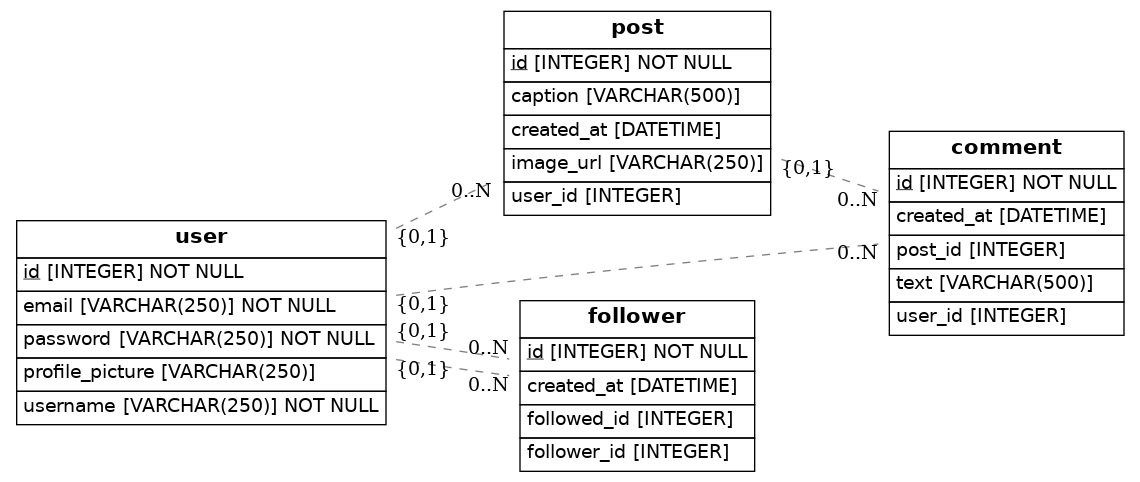 post
id [INTEGER] NOT NULL
caption [VARCHAR(500)]
created_at [DATETIME]
image_url [VARCHAR(250)]
user_id [INTEGER]
{0,1}
0..N
comment
id [INTEGER] NOT NULL
created_at [DATETIME]
post_id [INTEGER]
text [VARCHAR(500)]
user_id [INTEGER]
0..N
{0,1}
0..N
user
id [INTEGER] NOT NULL
email [VARCHAR(250)] NOT NULL
password [VARCHAR(250)] NOT NULL
profile_picture [VARCHAR(250)]
username [VARCHAR(250)] NOT NULL
{0,1}
{0,1}
0..N
{0,1}
0..N
follower
id [INTEGER] NOT NULL
created_at [DATETIME]
followed_id [INTEGER]
follower_id [INTEGER]